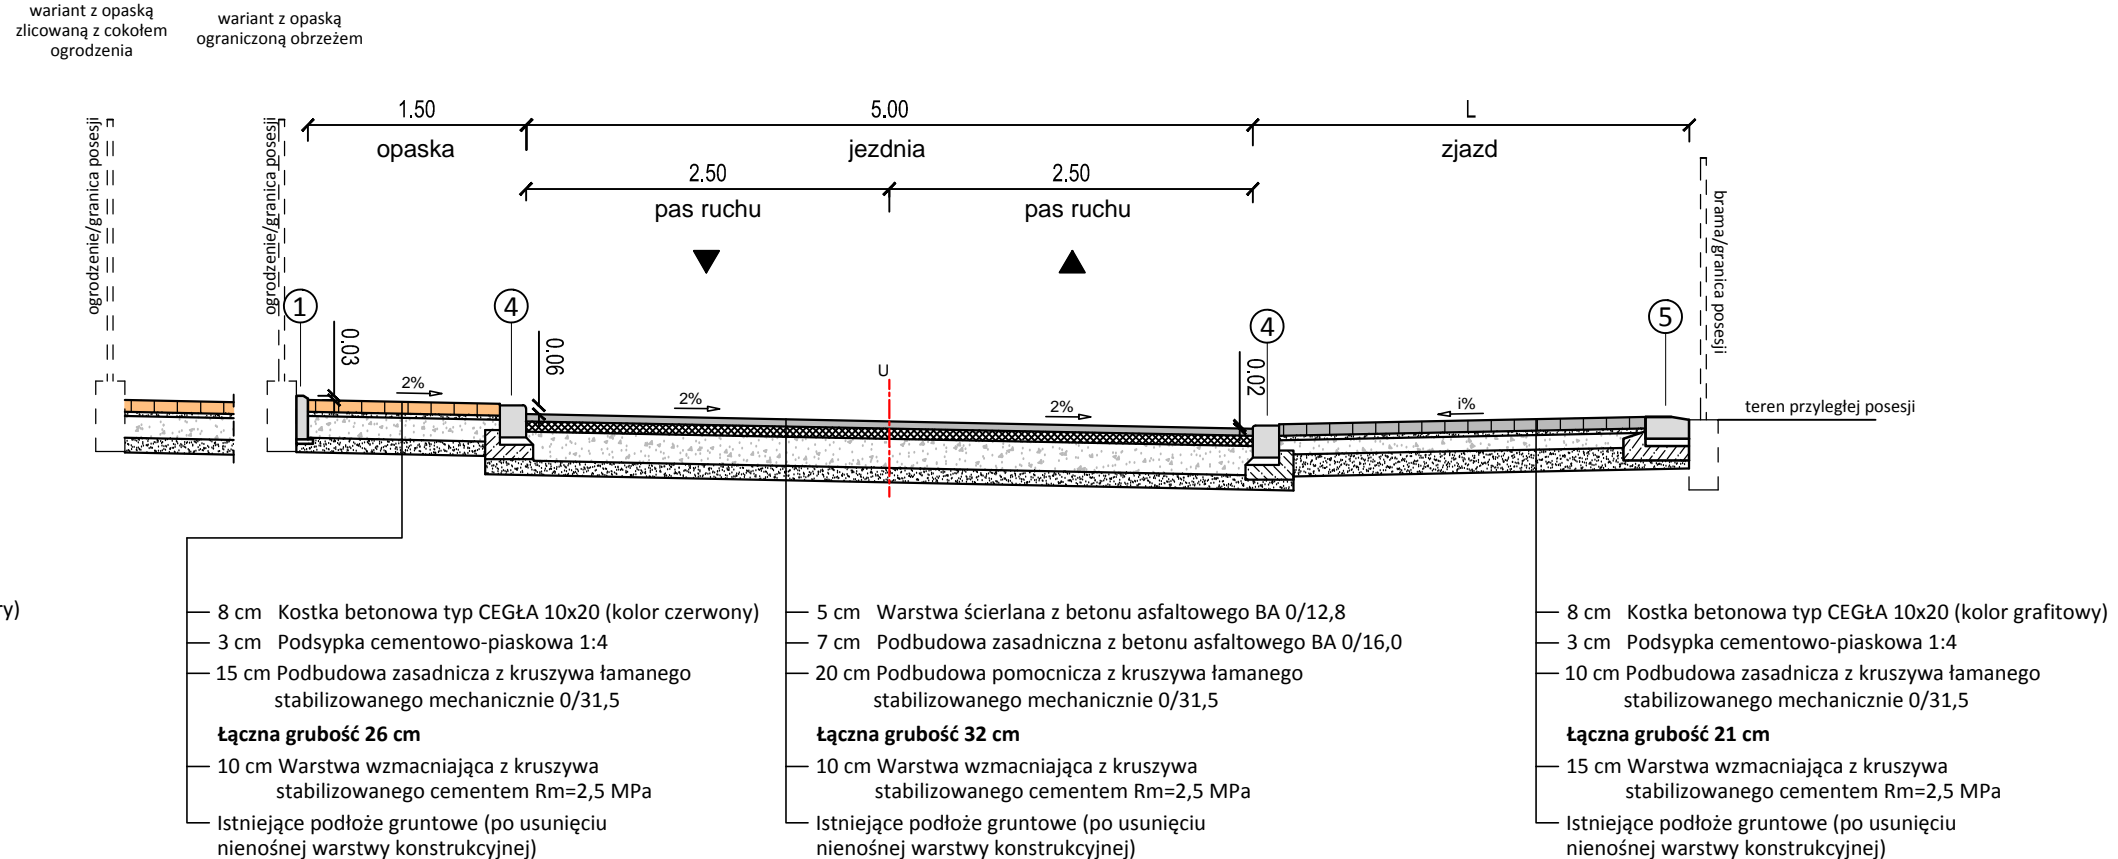 wariant z opaską
zlicowaną z cokołem
ogrodzenia
wariant z opaską
ograniczoną obrzeżem
1.50
opaska
5.00
jezdnia
L
zjazd
2.50
pas ruchu
2.50
pas ruchu
ogrodzenie/granica posesji
ogrodzenie/granica posesji
brama/granica posesji
1
4
4
5
0.03
0.06
0.02
U
2%
2%
2%
i%
teren przyległej posesji
ry)
8 cm Kostka betonowa typ CEGŁA 10x20 (kolor czerwony)
3 cm Podsypka cementowo-piaskowa 1:4
15 cm Podbudowa zasadnicza z kruszywa łamanego
stabilizowanego mechanicznie 0/31,5
Łączna grubość 26 cm
10 cm Warstwa wzmacniająca z kruszywa
stabilizowanego cementem Rm=2,5 MPa
Istniejące podłoże gruntowe (po usunięciu
nienośnej warstwy konstrukcyjnej)
5 cm Warstwa ścierlana z betonu asfaltowego BA 0/12,8
7 cm Podbudowa zasadniczna z betonu asfaltowego BA 0/16,0
20 cm Podbudowa pomocnicza z kruszywa łamanego
stabilizowanego mechanicznie 0/31,5
Łączna grubość 32 cm
10 cm Warstwa wzmacniająca z kruszywa
stabilizowanego cementem Rm=2,5 MPa
Istniejące podłoże gruntowe (po usunięciu
nienośnej warstwy konstrukcyjnej)
8 cm Kostka betonowa typ CEGŁA 10x20 (kolor grafitowy)
3 cm Podsypka cementowo-piaskowa 1:4
10 cm Podbudowa zasadnicza z kruszywa łamanego
stabilizowanego mechanicznie 0/31,5
Łączna grubość 21 cm
15 cm Warstwa wzmacniająca z kruszywa
stabilizowanego cementem Rm=2,5 MPa
Istniejące podłoże gruntowe (po usunięciu
nienośnej warstwy konstrukcyjnej)